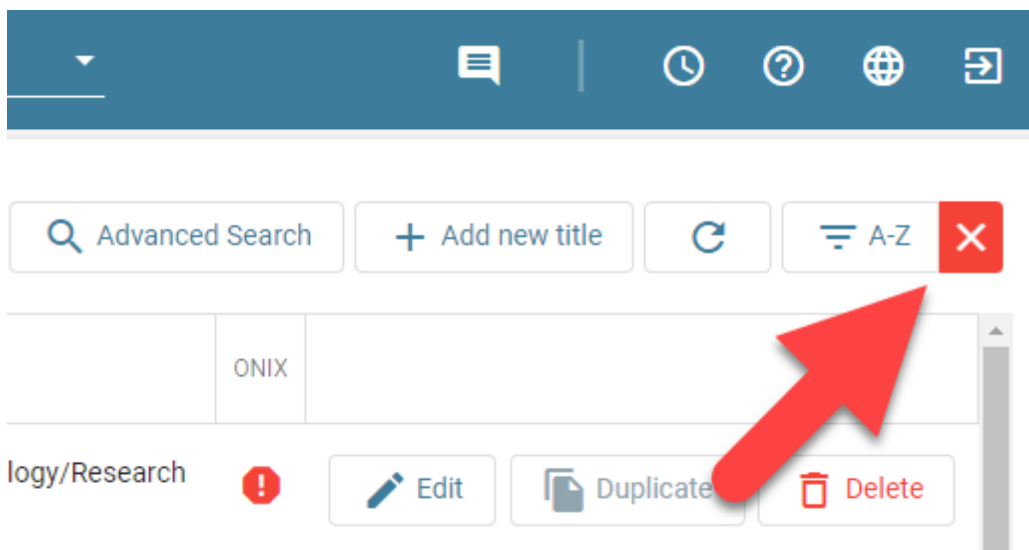 Advanced Search
Add new title
A-Z
ONIX
logy/Research
Edit
Duplicate
Delete